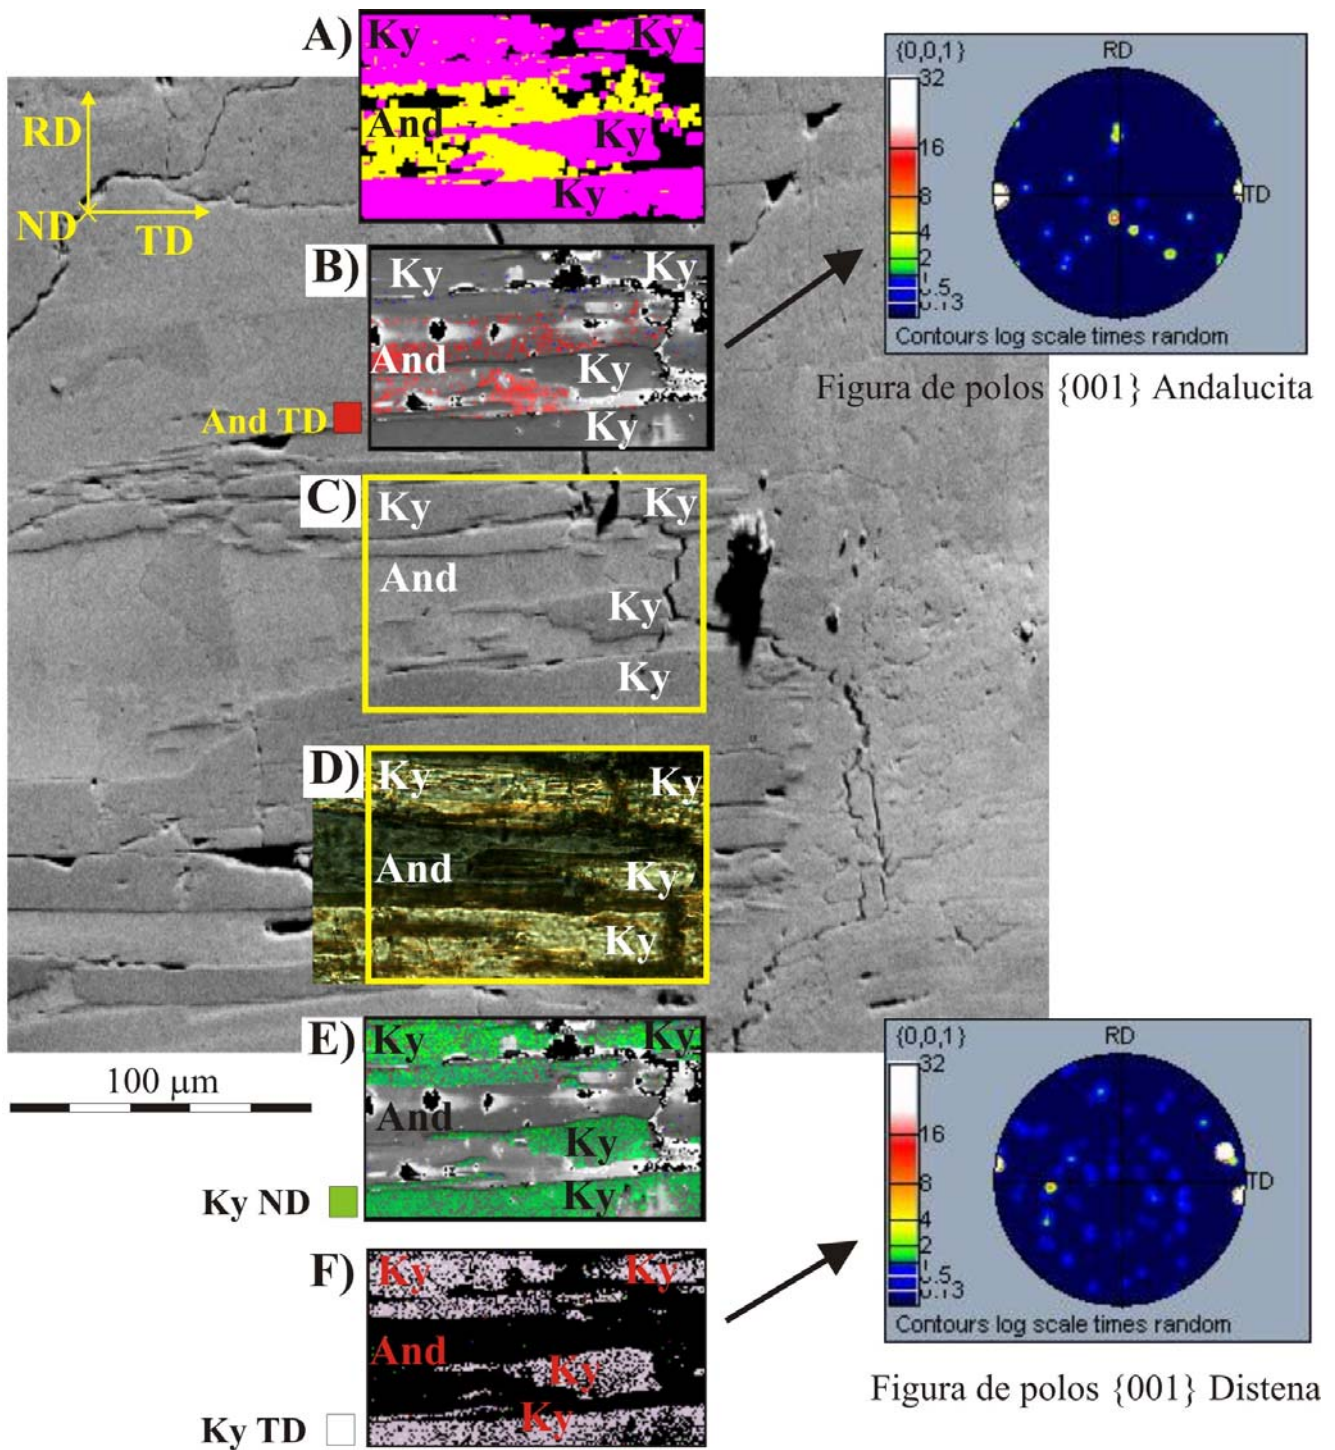 A)
Ky Ky
And
Ky
Ky
RD
ND
TD
{0,0,1}
RD
32
16
8
4
2
TD
Contours log scale times random
Figura de polos {001} Andalucita
B)
Ky Ky
And
Ky
Ky
And TD
C)
Ky Ky
And
Ky
Ky
D)
Ky Ky
And
Ky
Ky
100 µm
E)
Ky Ky
And
Ky
Ky
Ky ND
{0,0,1}
RD
32
16
8
4
2
TD
Contours log scale times random
Figura de polos {001} Distena
F)
Ky Ky
And
Ky
Ky
Ky TD